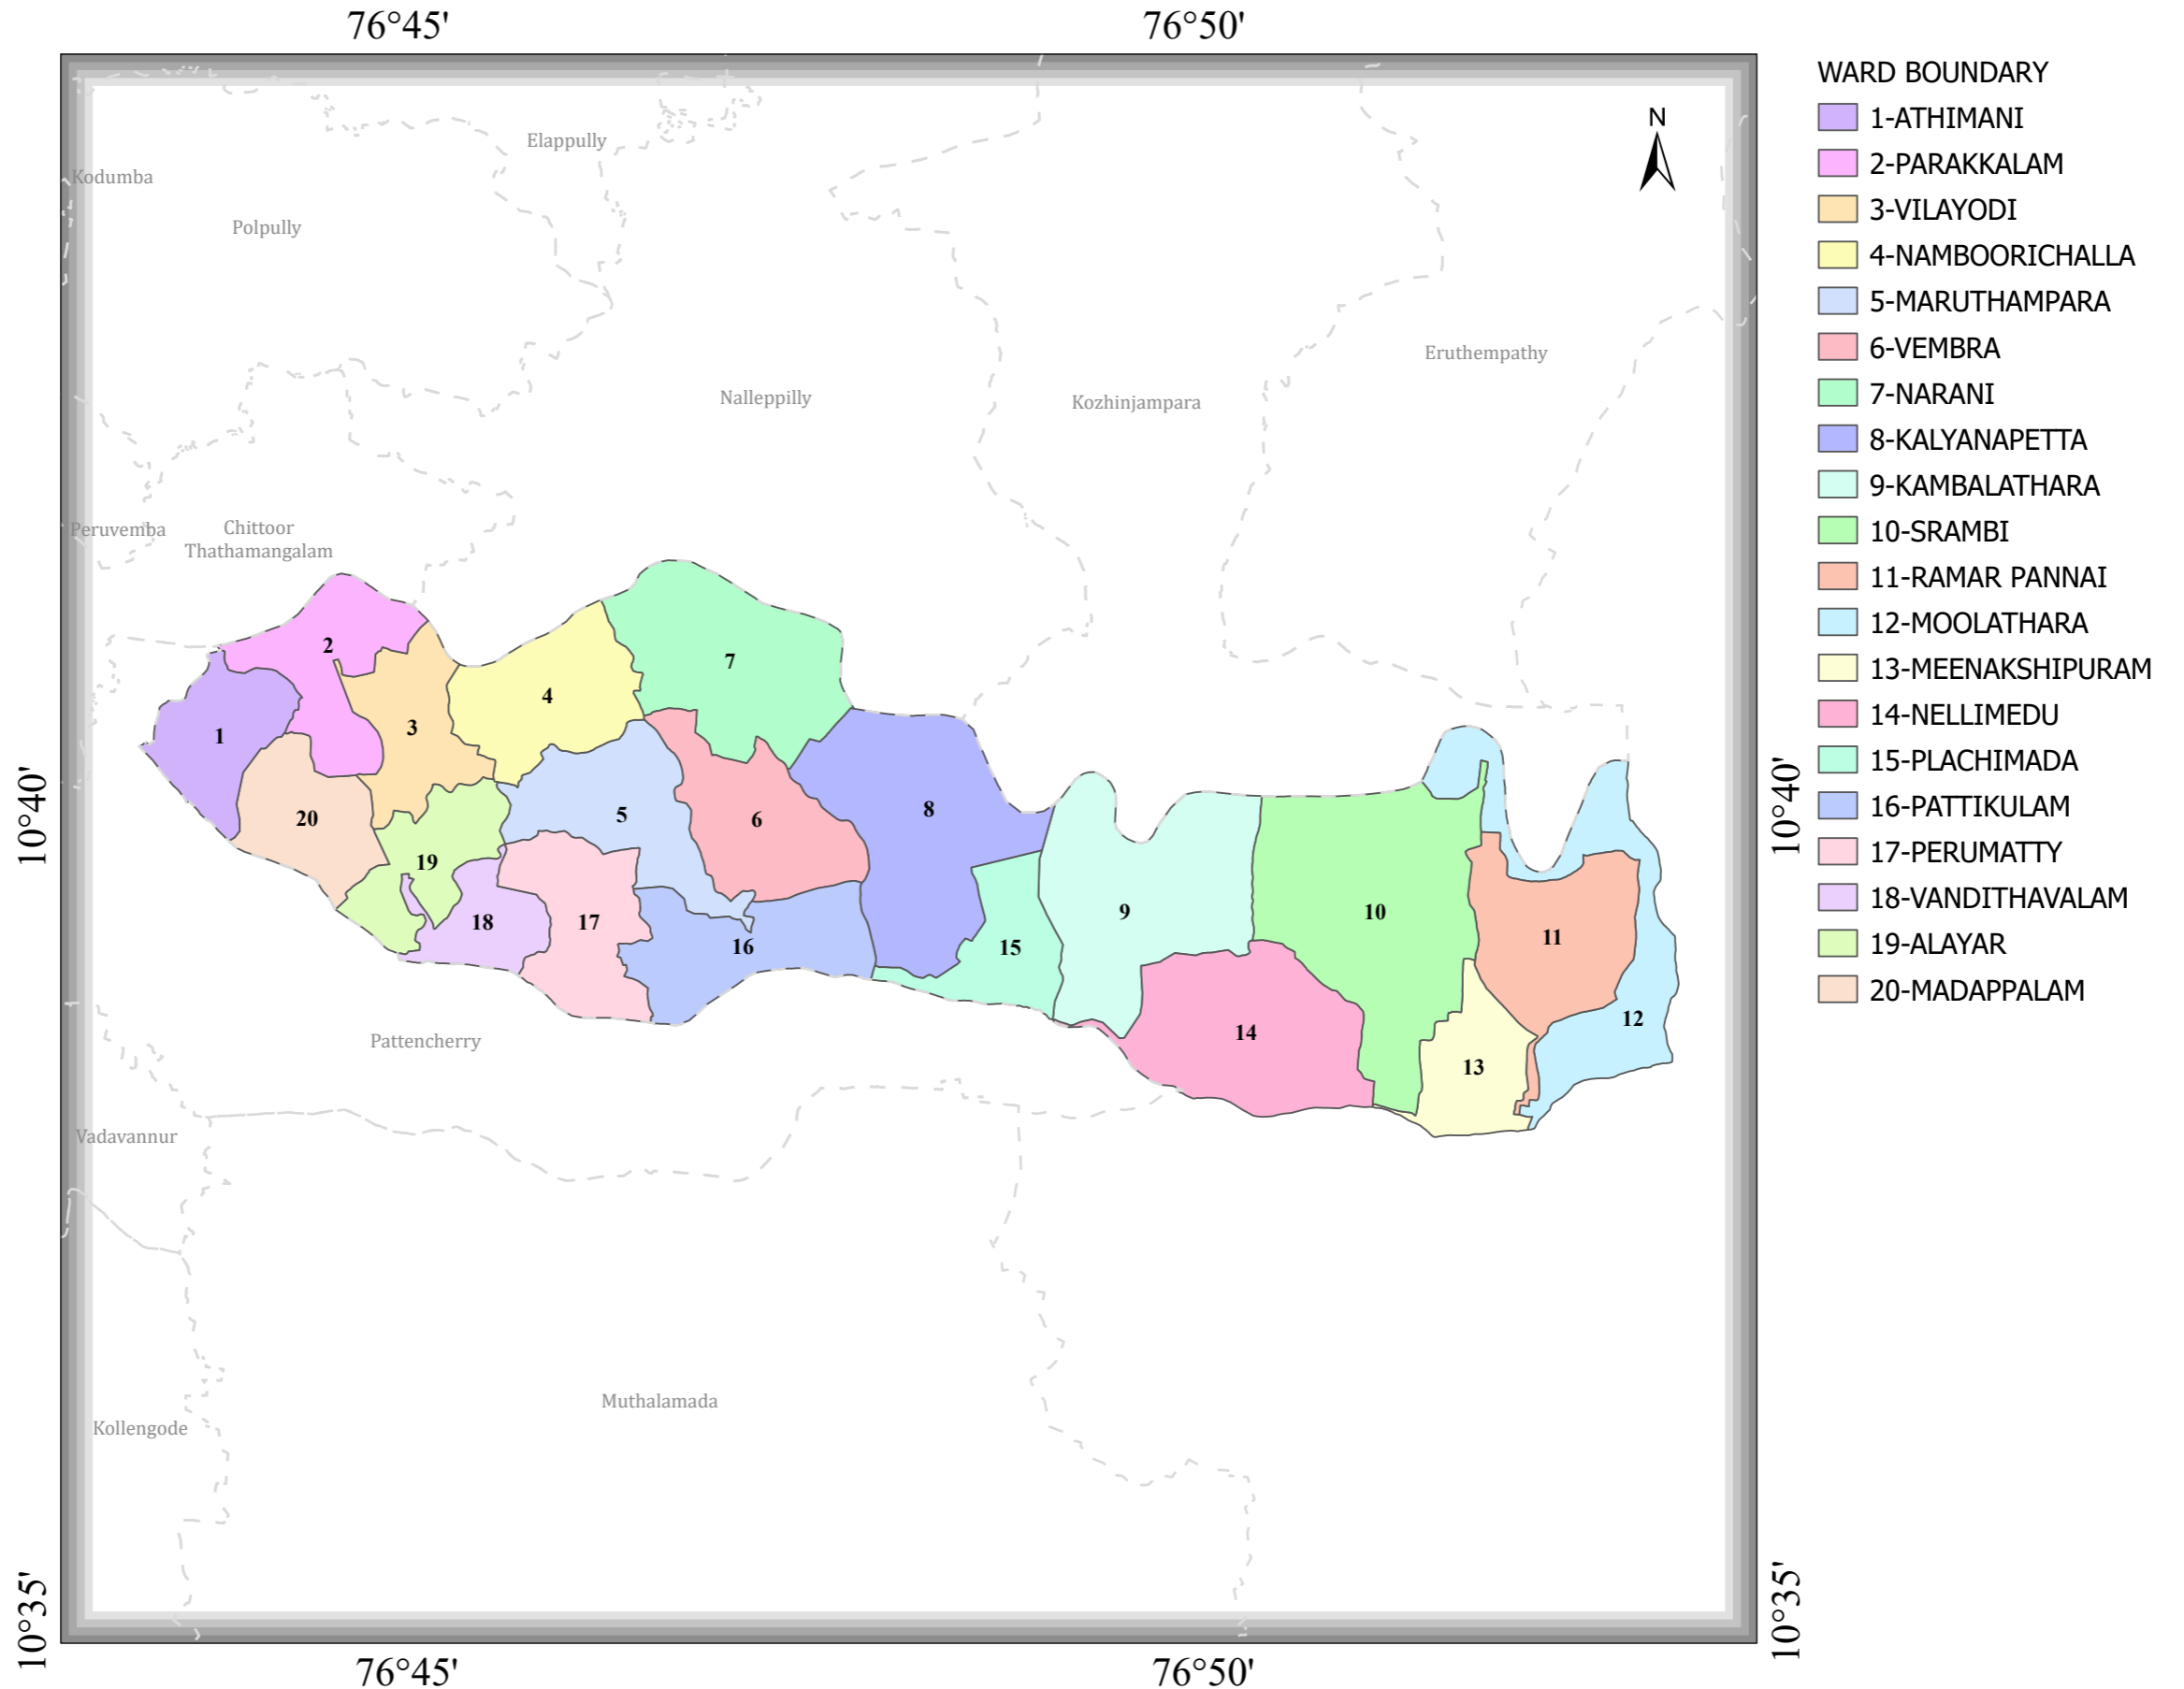 76°45'
76°50'
WARD BOUNDARY
1-ATHIMANI
2-PARAKKALAM
3-VILAYODI
4-NAMBOORICHALLA
5-MARUTHAMPARA
6-VEMBRA
7-NARANI
8-KALYANAPETTA
9-KAMBALATHARA
10-SRAMBI
11-RAMAR PANNAI
12-MOOLATHARA
13-MEENAKSHIPURAM
14-NELLIMEDU
15-PLACHIMADA
16-PATTIKULAM
17-PERUMATTY
18-VANDITHAVALAM
19-ALAYAR
20-MADAPPALAM
N
Elappully
Kodumba
Polpully
Eruthempathy
Nalleppilly
Kozhinjampara
Peruvemba
Chittoor
Thathamangalam
2
7
4
3
1
10°40'
10°40'
8
5
6
20
19
9
10
18
17
11
16
15
12
14
Pattencherry
13
Vadavannur
Muthalamada
Kollengode
10°35'
10°35'
76°45'
76°50'